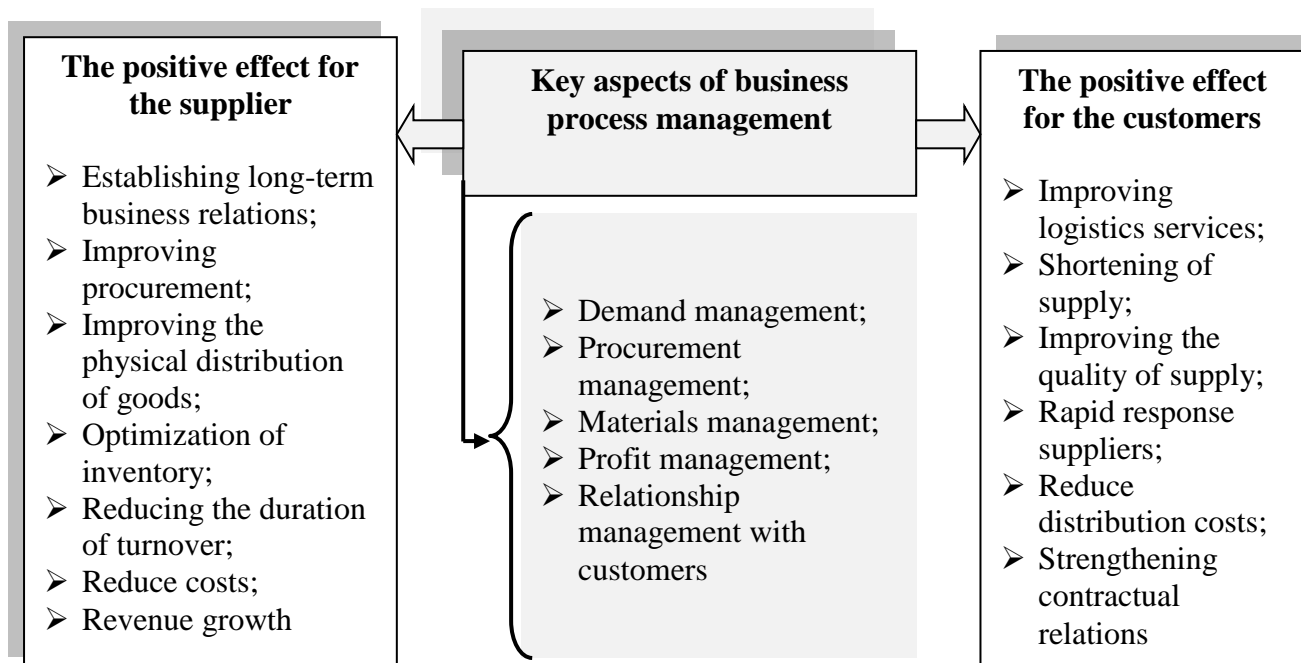 The positive effect for
the supplier
➢ Establishing long-term
business relations;
➢ Improving
procurement;
➢ Improving the
physical distribution
of goods;
➢ Optimization of
inventory;
➢ Reducing the duration
of turnover;
➢ Reduce costs;
➢ Revenue growth
Key aspects of business
process management
➢ Demand management;
➢ Procurement
management;
➢ Materials management;
➢ Profit management;
➢ Relationship
management with
customers
The positive effect
for the customers
➢ Improving
logistics services;
➢ Shortening of
supply;
➢ Improving the
quality of supply;
➢ Rapid response
suppliers;
➢ Reduce
distribution costs;
➢ Strengthening
contractual
relations